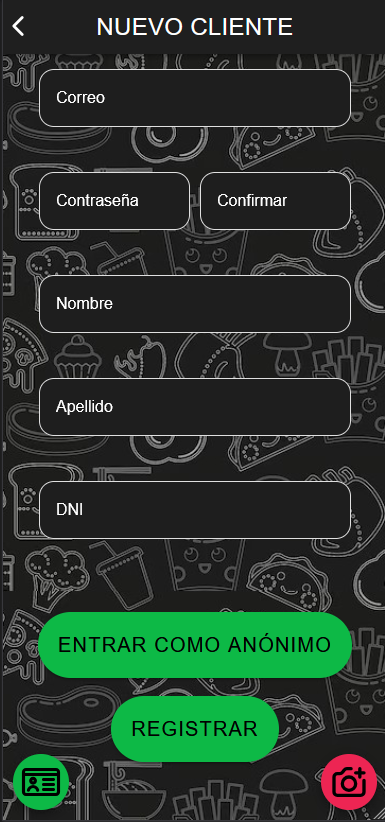 NUEVO CLIENTE
Correo
Contraseña Confirmar
Nombre
Apellido
DNI
ENTRAR COMO ANÓNIMO
REGISTRAR